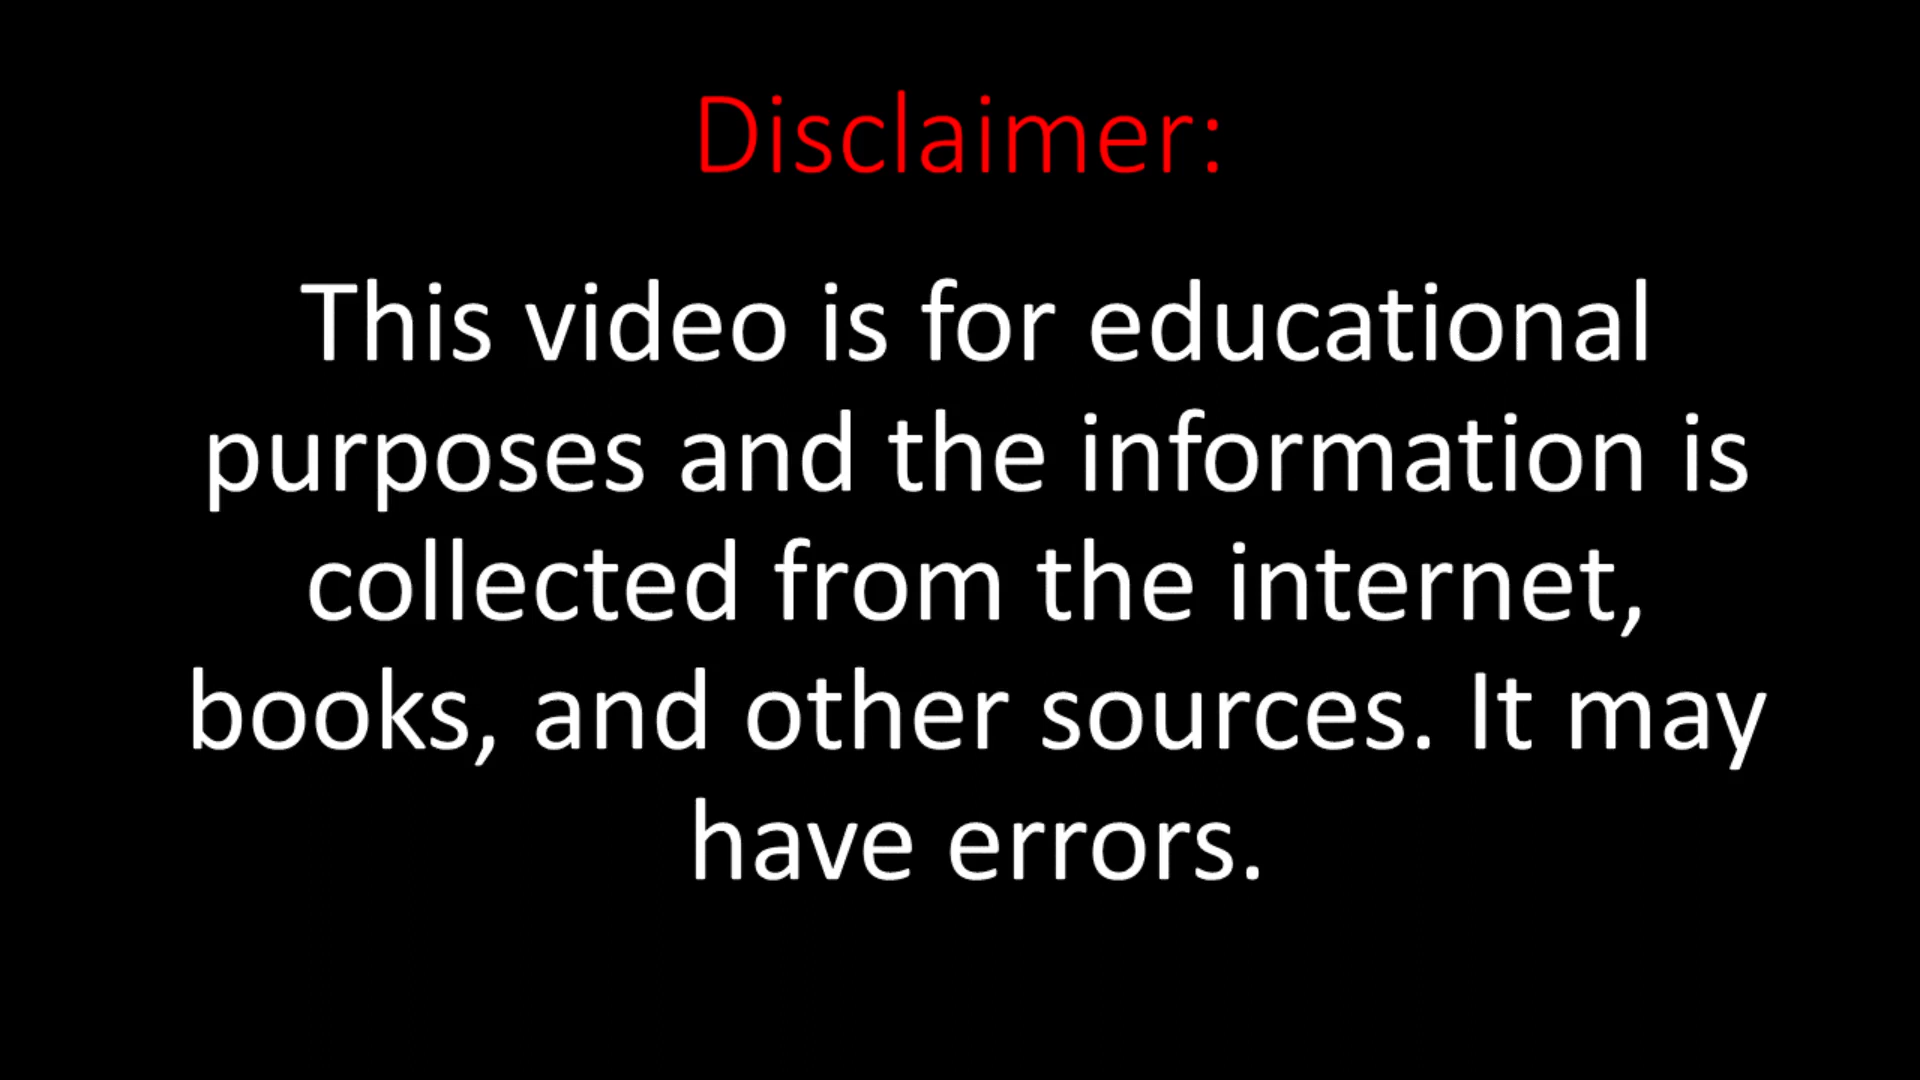 Disclaimer:
This video is for educational
purposes and the information is
collected from the internet,
books, and other sources. It may
have errors.